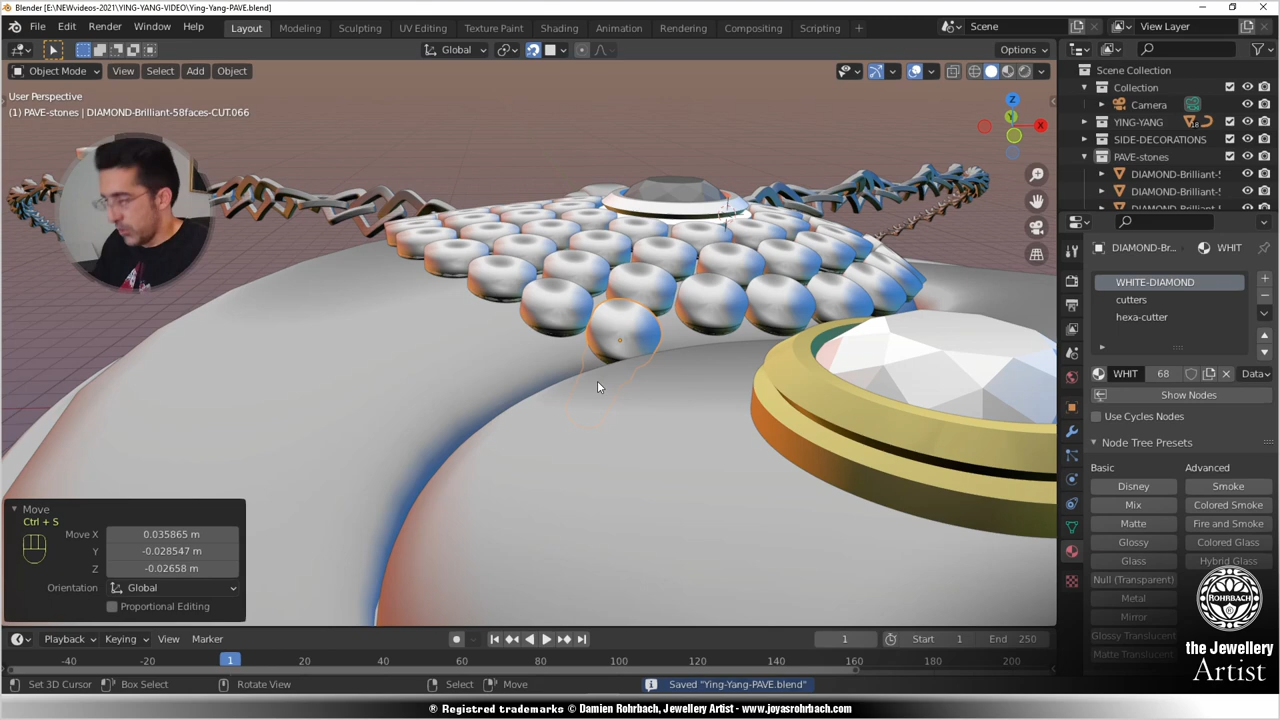 Blender [E:\NEWvideos-2021\YING-YANG-VIDEO\Ying-Yang-PAVE.blend]
File Edit Render Window Help Layout Modeling Sculpting UV Editing Texture Paint Shading Animation Rendering Compositing Scripting + Scene View Layer
Global Options
Object Mode View Select Add Object
User Perspective
(1) PAVE-stones | DIAMOND-Brilliant-58faces-CUT.066
Z
Y
X
Scene Collection
Collection
Camera
YING-YANG 18
SIDE-DECORATIONS
PAVE-stones
DIAMOND-Brilliant-
DIAMOND-Brilliant-
DIAMOND-Br... WHIT
WHITE-DIAMOND
cutters
hexa-cutter
WHIT 68 Data
Show Nodes
Use Cycles Nodes
Node Tree Presets
Basic Advanced
Disney Smoke
Mix Colored Smoke
Matte Fire and Smoke
Glossy Colored Glass
Glass Hybrid Glass
Null (Transparent)
Metal
Mirror
Glossy Translucent
Matte Translucent
ROHRBACH
the Jewellery
Artist
Move
Ctrl + S
Move X 0.035865 m
Y -0.028547 m
Z -0.02658 m
Orientation Global
Proportional Editing
Playback Keying View Marker 1 Start 1 End 250
-40 -20 1 20 40 60 80 100 120 140 160 180 200
Set 3D Cursor Box Select Rotate View Select Move Saved "Ying-Yang-PAVE.blend"
® Registered trademarks © Damien Rohrbach, Jewellery Artist - www.joyasrohrbach.com